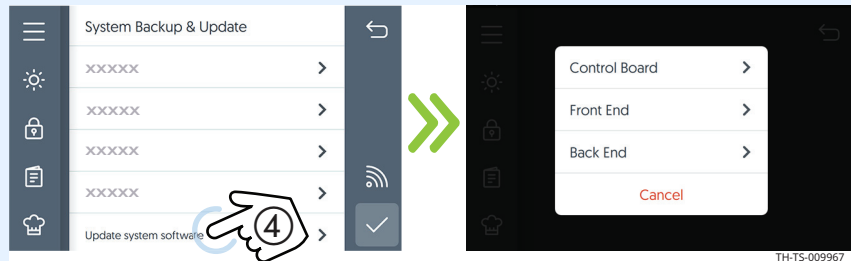 System Backup & Update
xxxxx
xxxxx
xxxxx
xxxxx
Update system software
4
Control Board
Front End
Back End
Cancel
TH-TS-009967